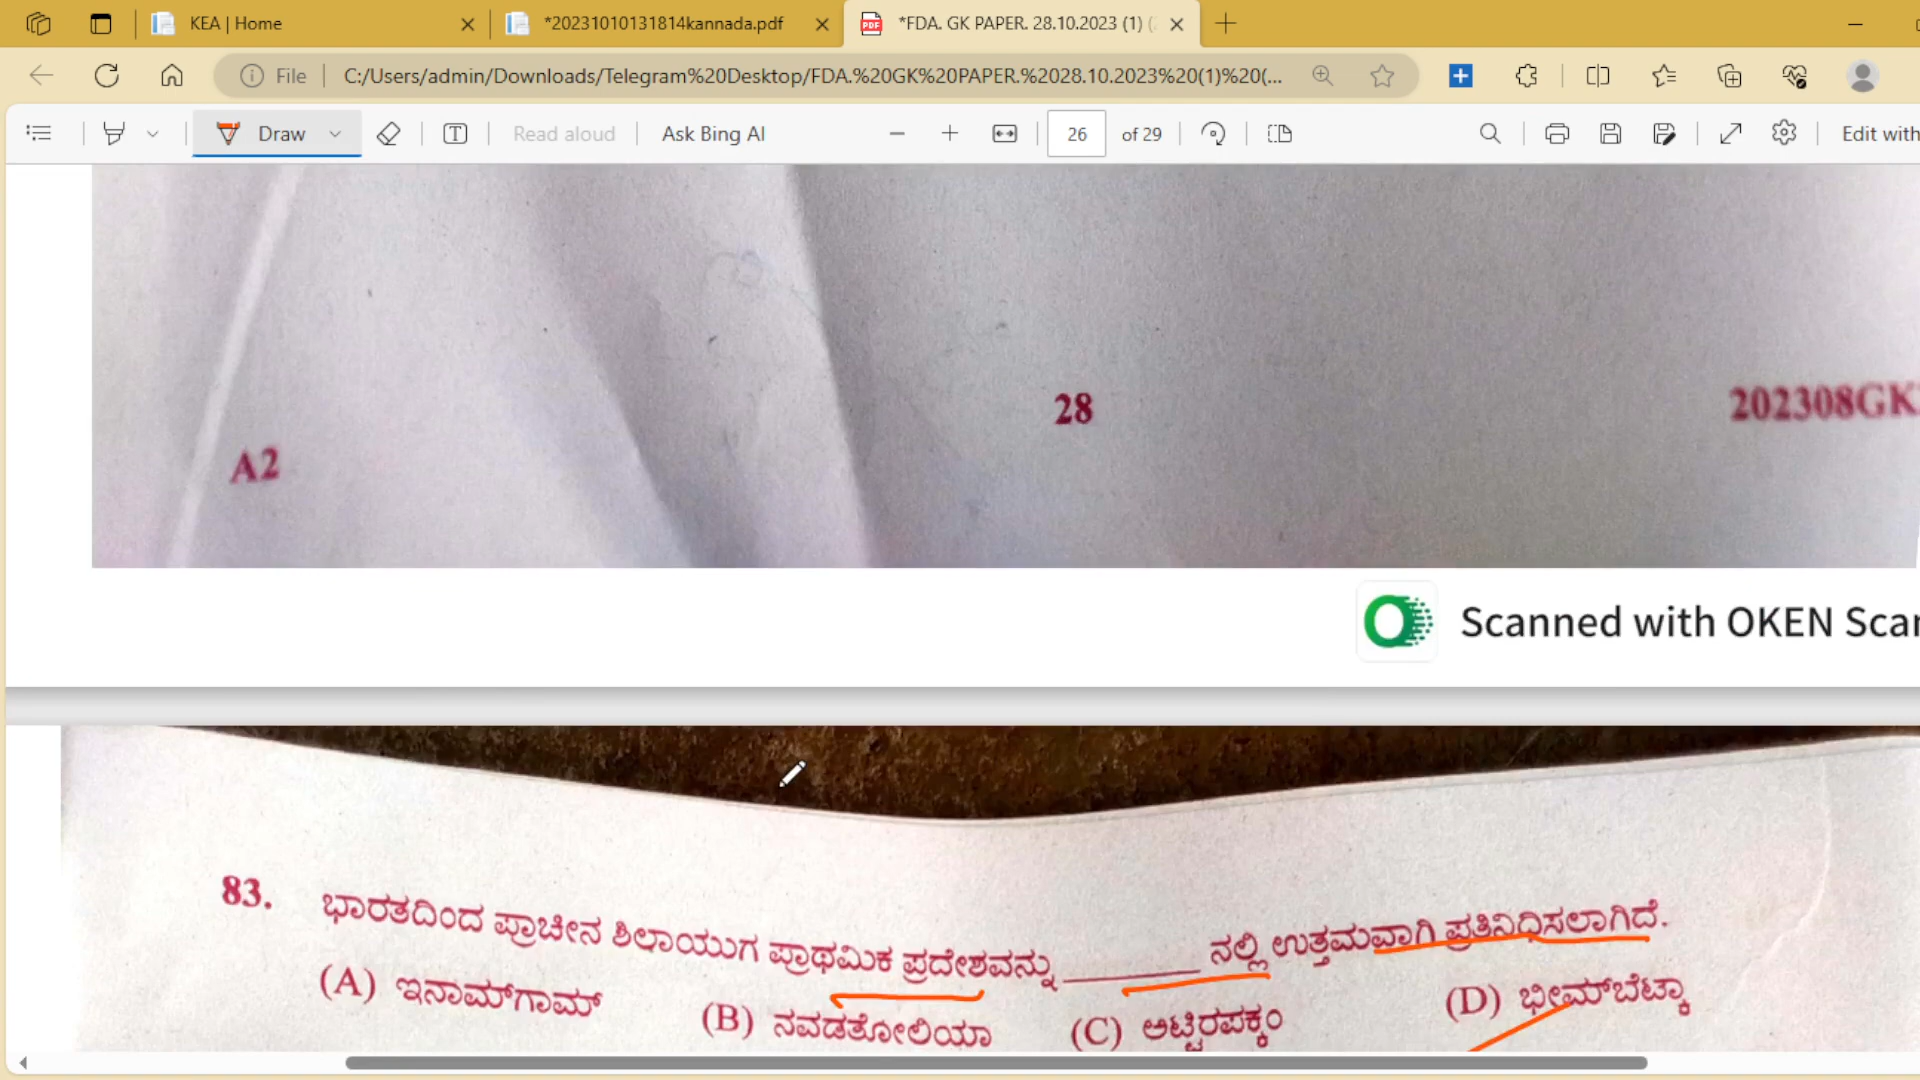 KEA | Home
*20231010131814kannada.pdf
*FDA. GK PAPER. 28.10.2023 (1) (
File
C:/Users/admin/Downloads/Telegram%20Desktop/FDA.%20GK%20PAPER.%2028.10.2023%20(1)%20(...
Draw
Read aloud
Ask Bing AI
26
of 29
Edit with
28
202308GK
A2
Scanned with OKEN Scan
83. ಭಾರತದಿಂದ ಪ್ರಾಚೀನ ಶಿಲಾಯುಗ ಪ್ರಾಥಮಿಕ ಪ್ರದೇಶವನ್ನು ________ ನಲ್ಲಿ ಉತ್ತಮವಾಗಿ ಪ್ರತಿನಿಧಿಸಲಾಗಿದೆ.
(A) ಇನಾಮ್‌ಗಾಮ್ (B) ನವಡತೋಲಿಯಾ (C) ಅಟ್ಟಿರಪಕ್ಕಂ (D) ಭೀಮ್‌ಬೆಟ್ಕಾ